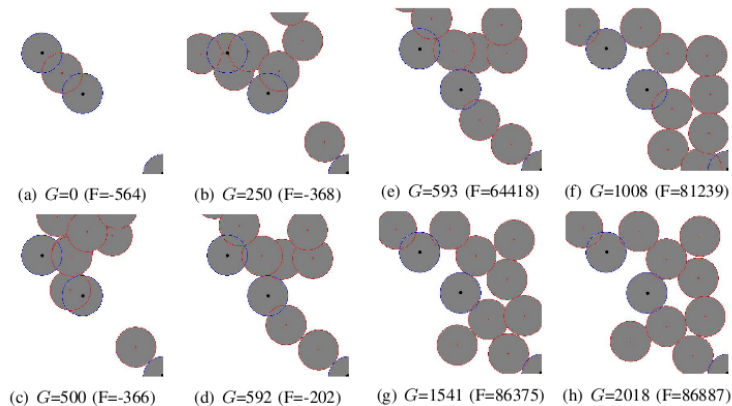 (a) G=0 (F=-564)
(b) G=250 (F=-368)
(e) G=593 (F=64418)
(f) G=1008 (F=81239)
(c) G=500 (F=-366)
(d) G=592 (F=-202)
(g) G=1541 (F=86375)
(h) G=2018 (F=86887)